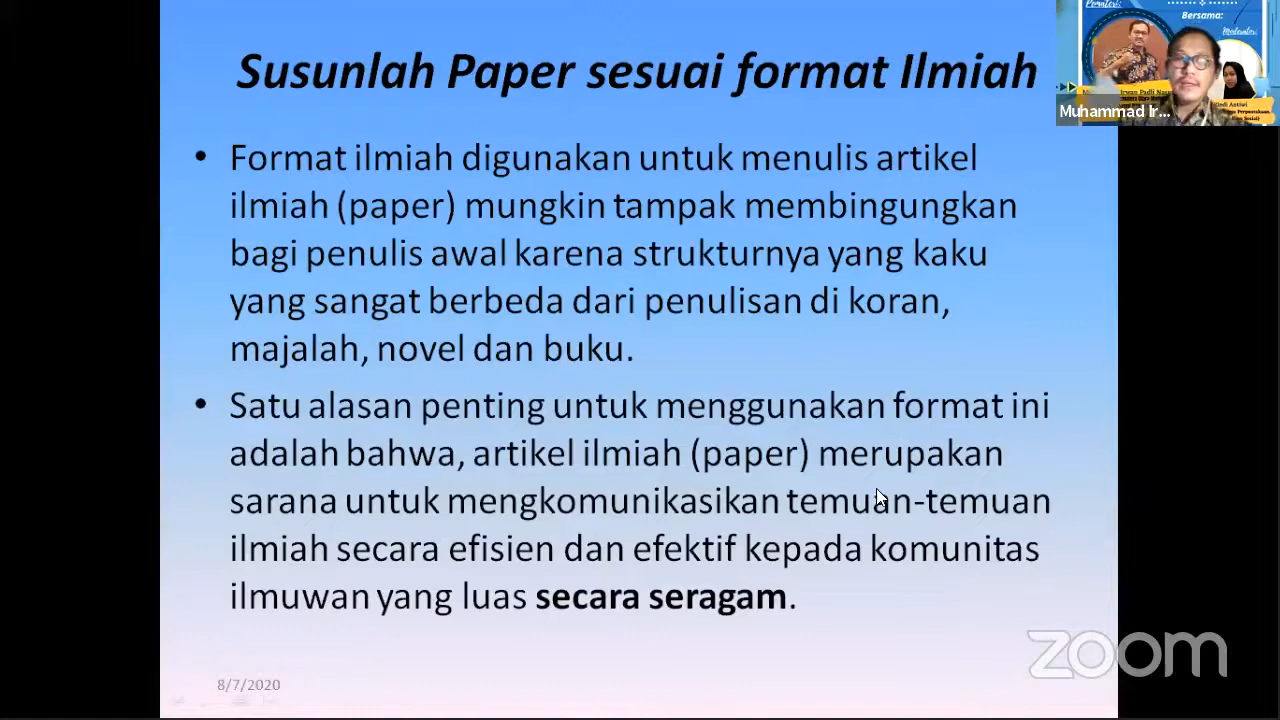 Susunlah Paper sesuai format Ilmiah
• Format ilmiah digunakan untuk menulis artikel
ilmiah (paper) mungkin tampak membingungkan
bagi penulis awal karena strukturnya yang kaku
yang sangat berbeda dari penulisan di koran,
majalah, novel dan buku.
• Satu alasan penting untuk menggunakan format ini
adalah bahwa, artikel ilmiah (paper) merupakan
sarana untuk mengkomunikasikan temuan-temuan
ilmiah secara efisien dan efektif kepada komunitas
ilmuwan yang luas secara seragam.
8/7/2020
Bersama:
Muhammad Ir...
zoom